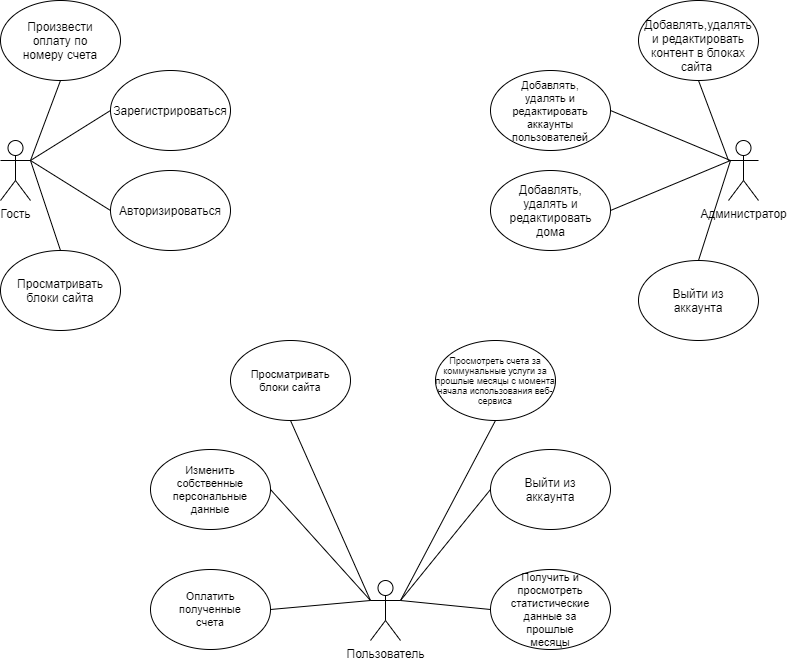 Произвести
оплату по
номеру счета
Зарегистрироваться
Авторизироваться
Гость
Просматривать
блоки сайта
Добавлять,удалять
и редактировать
контент в блоках
сайта
Добавлять,
удалять и
редактировать
аккаунты
пользователей
Добавлять,
удалять и
редактировать
дома
Администратор
Выйти из
аккаунта
Просматривать
блоки сайта
Просмотреть счета за
коммунальные услуги за
прошлые месяцы с момента
начала использования веб-
сервиса
Изменить
собственные
персональные
данные
Выйти из
аккаунта
Оплатить
полученные
счета
Получить и
просмотреть
статистические
данные за
прошлые
месяцы
Пользователь